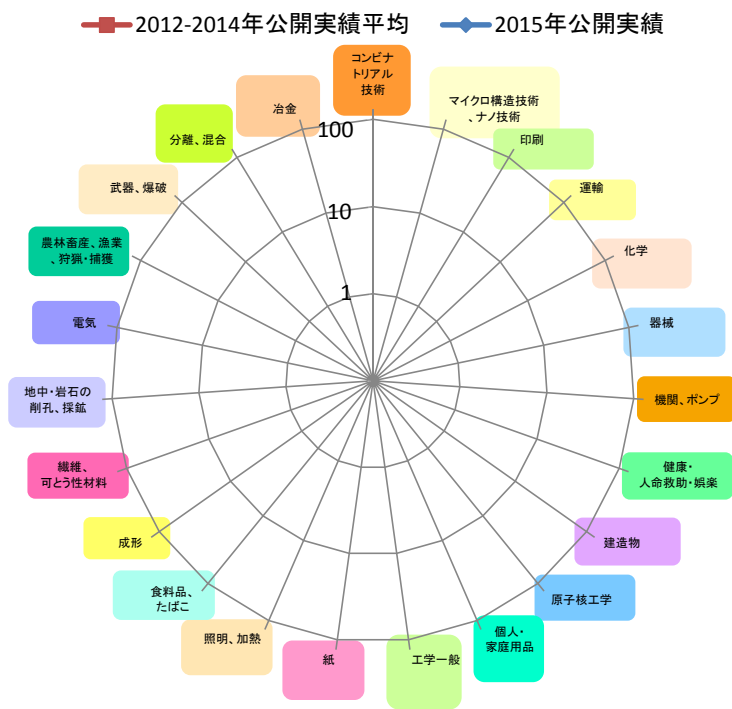 2012-2014年公開実績平均
2015年公開実績
コンビナ
トリアル
技術
マイクロ構造技術
、ナノ技術
印刷
運輸
化学
器械
機関、ポンプ
健康・
人命救助・娯楽
建造物
原子核工学
個人・
家庭用品
工学一般
紙
照明、加熱
食料品、
たばこ
成形
繊維、
可とう性材料
地中・岩石の
削孔、採鉱
電気
農林畜産、漁業
、狩猟・捕獲
武器、爆破
分離、混合
冶金
100
10
1